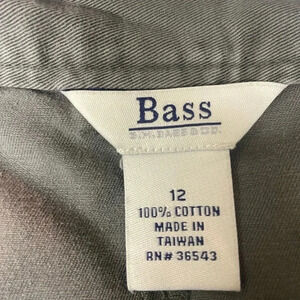 Bass
G.H. BASS & CO.
12
100% COTTON
MADE IN
TAIWAN
RN# 36543